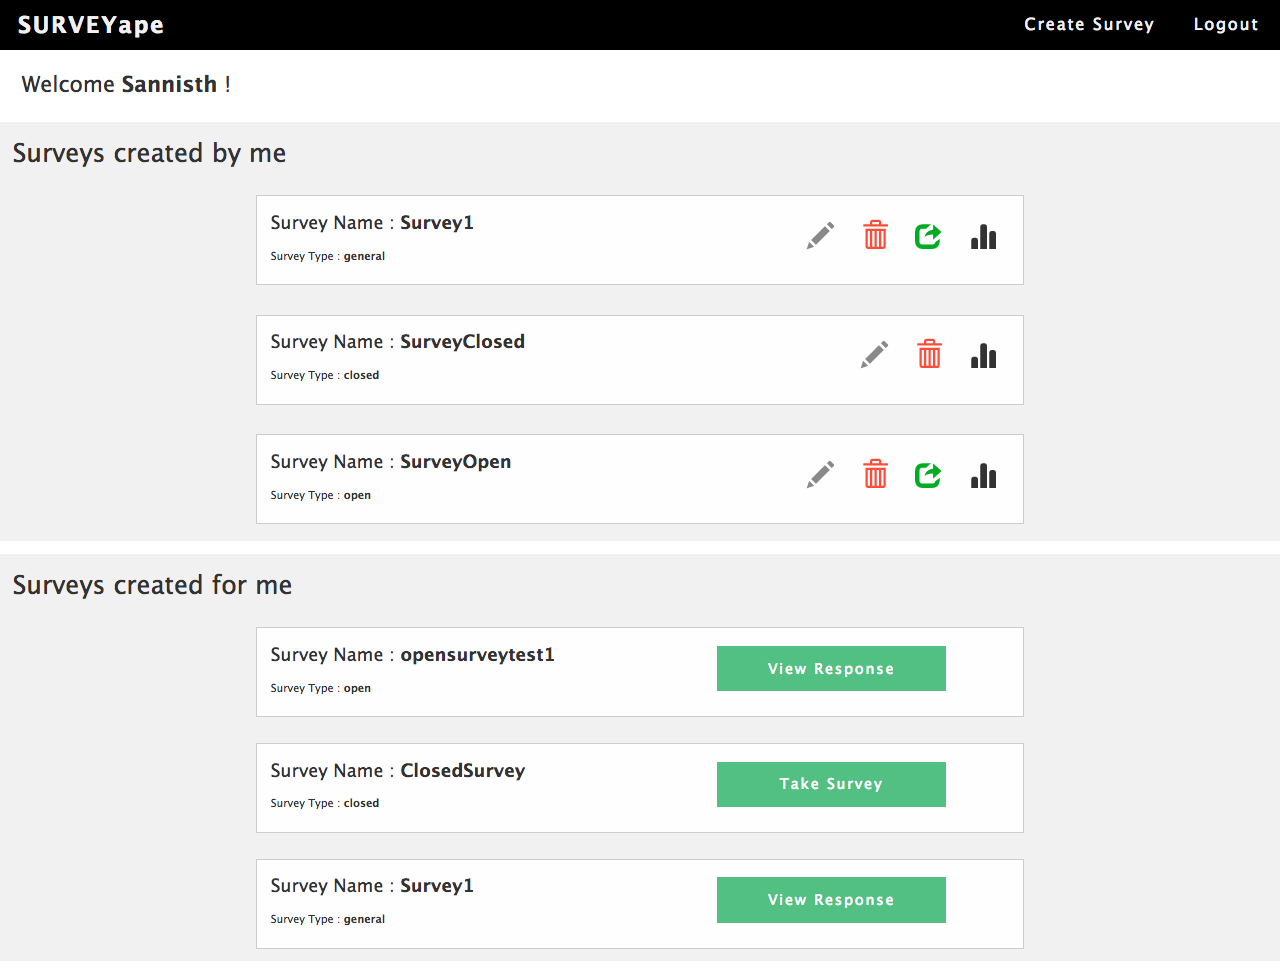 SURVEYape
Create Survey
Logout
Welcome Sannisth !
Surveys created by me
Survey Name : Survey1
Survey Type : general
Survey Name : SurveyClosed
Survey Type : closed
Survey Name : SurveyOpen
Survey Type : open
Surveys created for me
Survey Name : opensurveytest1
Survey Type : open
View Response
Survey Name : ClosedSurvey
Survey Type : closed
Take Survey
Survey Name : Survey1
Survey Type : general
View Response